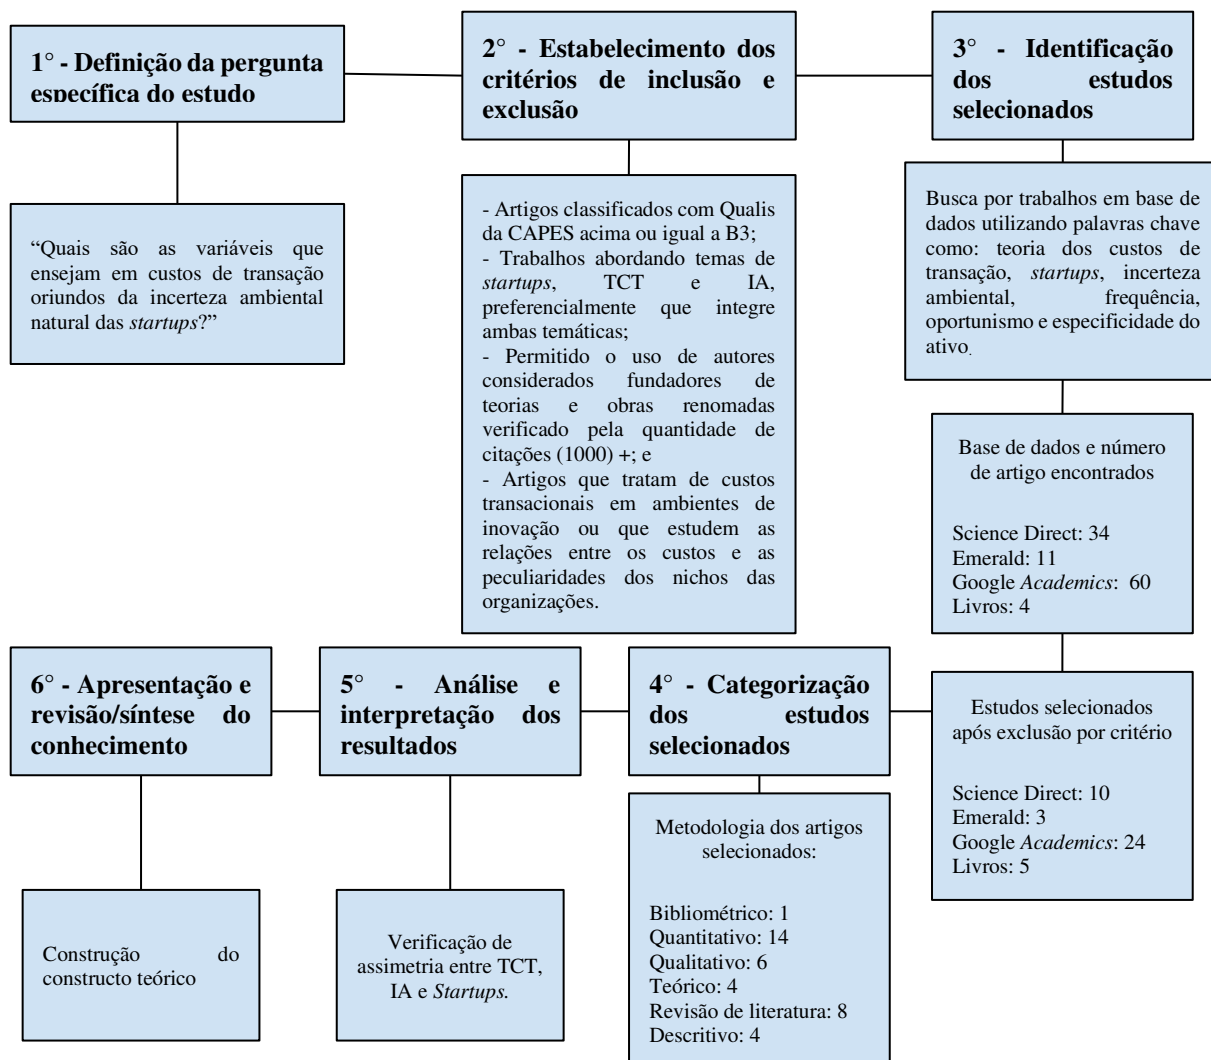 1° - Definição da pergunta
específica do estudo
2° - Estabelecimento dos
critérios de inclusão e
exclusão
3° - Identificação
dos estudos
selecionados
“Quais são as variáveis que
ensejam em custos de transação
oriundos da incerteza ambiental
natural das startups?”
- Artigos classificados com Qualis
da CAPES acima ou igual a B3;
- Trabalhos abordando temas de
startups, TCT e IA,
preferencialmente que integre
ambas temáticas;
- Permitido o uso de autores
considerados fundadores de
teorias e obras renomadas
verificado pela quantidade de
citações (1000) +; e
- Artigos que tratam de custos
transacionais em ambientes de
inovação ou que estudem as
relações entre os custos e as
peculiaridades dos nichos das
organizações.
Busca por trabalhos em base de
dados utilizando palavras chave
como: teoria dos custos de
transação, startups, incerteza
ambiental, frequência,
oportunismo e especificidade do
ativo.
Base de dados e número
de artigo encontrados
Science Direct: 34
Emerald: 11
Google Academics: 60
Livros: 4
Estudos selecionados
após exclusão por critério
Science Direct: 10
Emerald: 3
Google Academics: 24
Livros: 5
4° - Categorização
dos estudos
selecionados
Metodologia dos artigos
selecionados:
Bibliométrico: 1
Quantitativo: 14
Qualitativo: 6
Teórico: 4
Revisão de literatura: 8
Descritivo: 4
5° - Análise e
interpretação dos
resultados
Verificação de
assimetria entre TCT,
IA e Startups.
6° - Apresentação e
revisão/síntese do
conhecimento
Construção do
constructo teórico